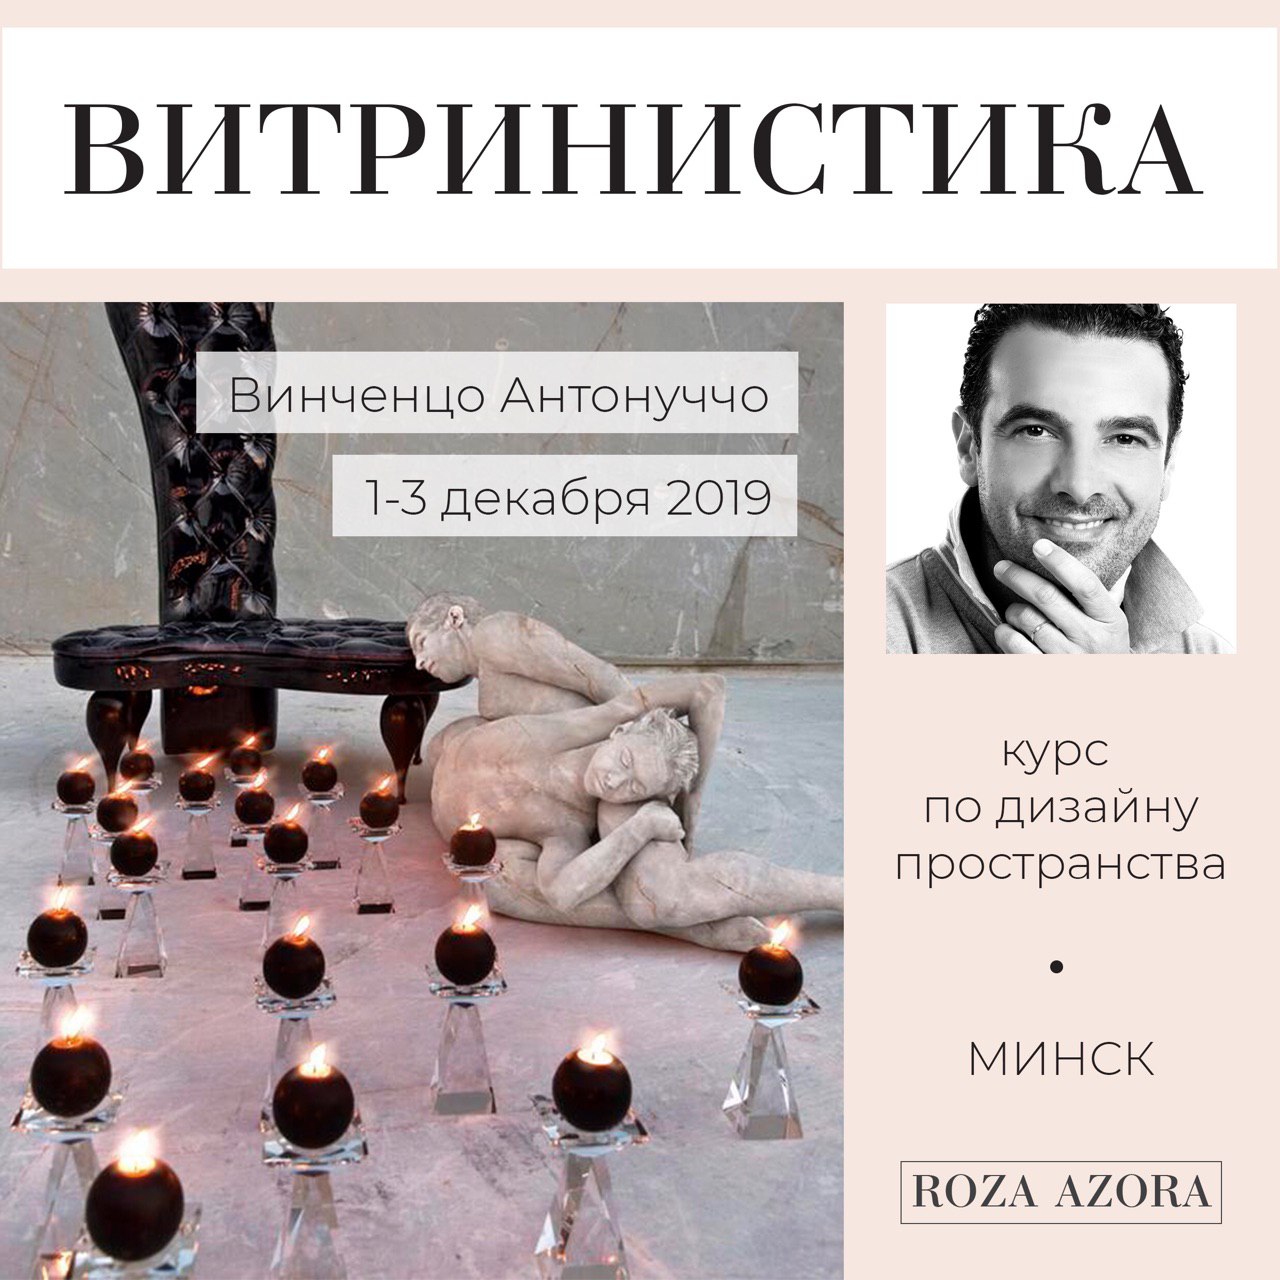 ВИТРИНИСТИКА
Винченцо Антонуччо
1-3 декабря 2019
курс
по дизайну
пространства
•
МИНСК
ROZA AZORA